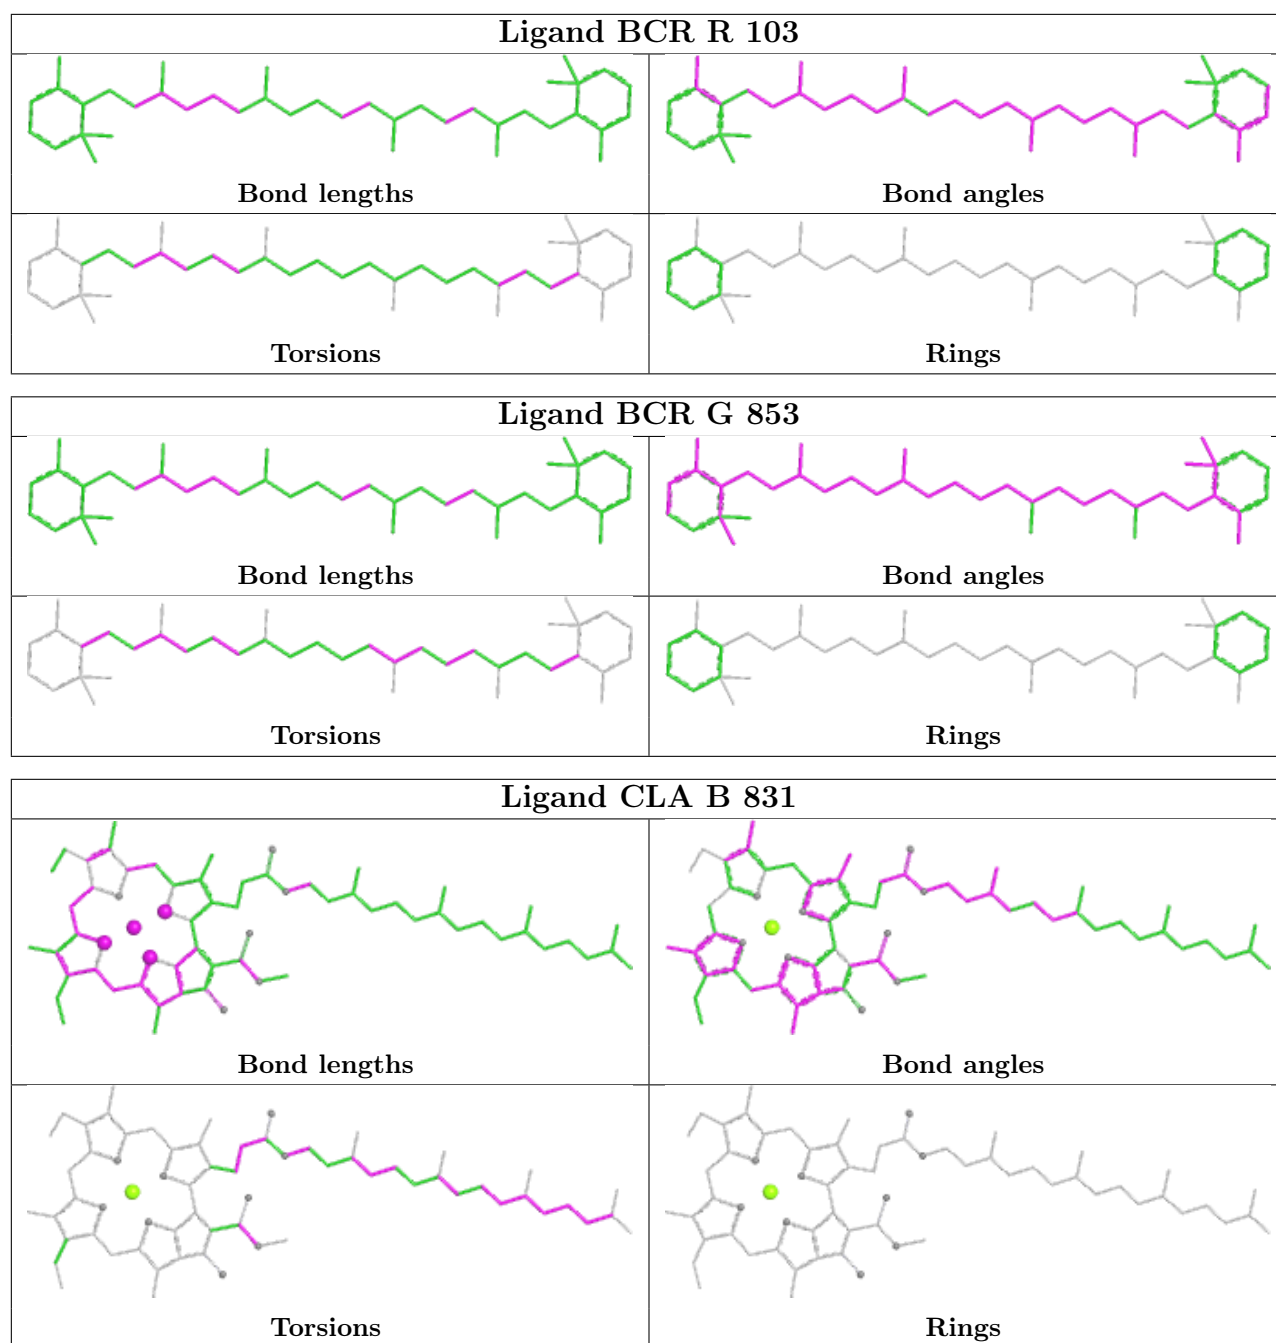 Ligand BCR R 103
Bond lengths
Bond angles
Torsions
Rings
Ligand BCR G 853
Bond lengths
Bond angles
Torsions
Rings
Ligand CLA B 831
Bond lengths
Bond angles
Torsions
Rings